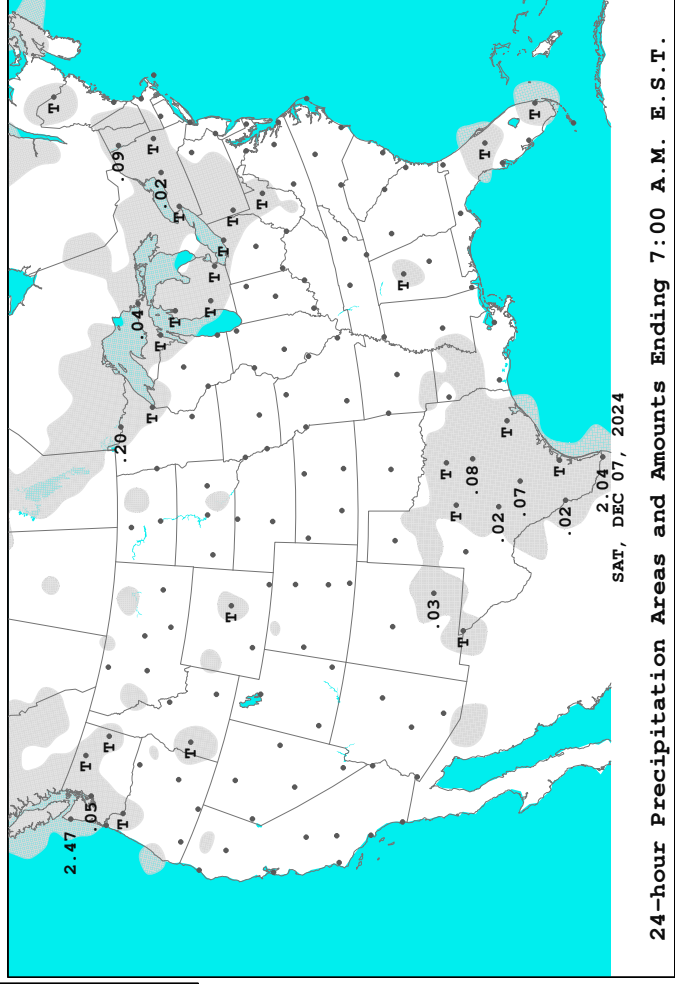 T
2.47
T
.05
T
.09
.20
T
.04
T
T
T
.02
T
T
T
T
T
T
T
T
T
T
.03
T
T
T
.08
T
.02
T
.07
T
T
.02
2.04
SAT, DEC 07, 2024
24-hour Precipitation Areas and Amounts Ending 7:00 A.M. E.S.T.